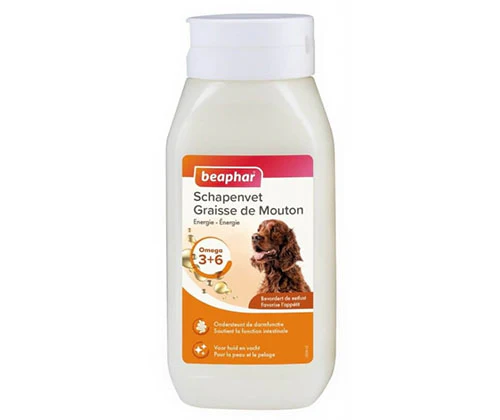 beaphar
Schapenvet
Graisse de Mouton
Energie - Énergie
Omega
3+6
Bevordert de eetlust
Favorise l'appétit
Ondersteunt de darmfunctie
Soutient la fonction intestinale
Voor huid en vacht
Pour la peau et le pelage